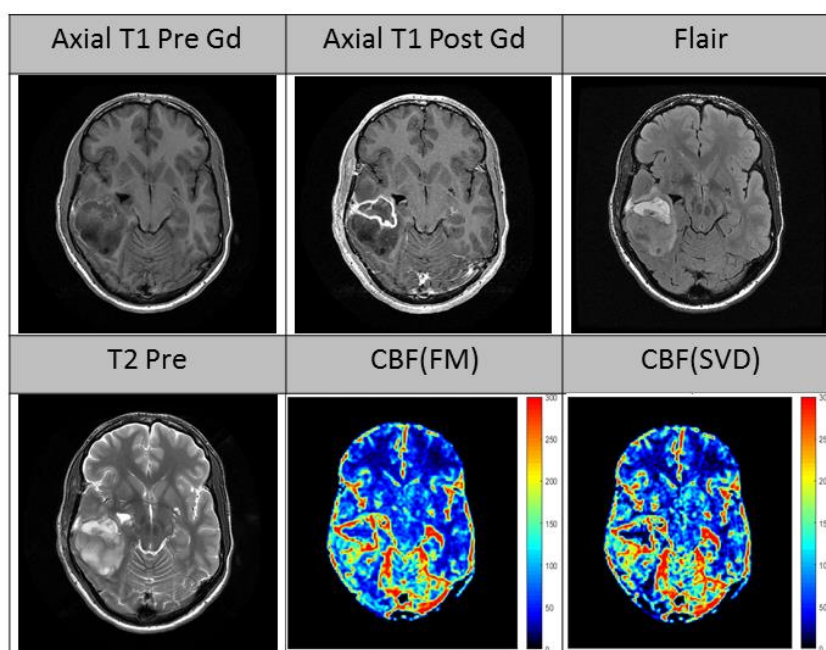 Axial T1 Pre Gd
Axial T1 Post Gd
Flair
T2 Pre
CBF(FM)
CBF(SVD)
300
250
200
150
100
50
0